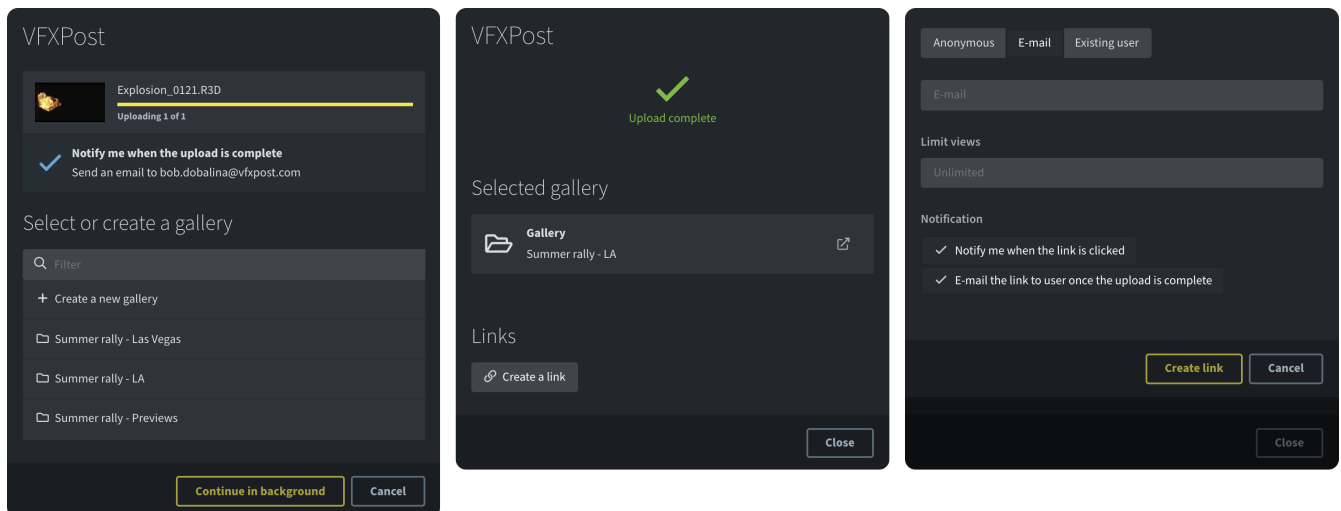 VFXPost
Explosion_0121.R3D
Uploading 1 of 1
Notify me when the upload is complete
Send an email to bob.dobalina@vfxpost.com
Select or create a gallery
Filter
Create a new gallery
Summer rally - Las Vegas
Summer rally - LA
Summer rally - Previews
Continue in background
Cancel
VFXPost
Upload complete
Selected gallery
Gallery
Summer rally - LA
Links
Create a link
Close
Anonymous
E-mail
Existing user
E-mail
Limit views
Unlimited
Notification
Notify me when the link is clicked
E-mail the link to user once the upload is complete
Create link
Cancel
Close